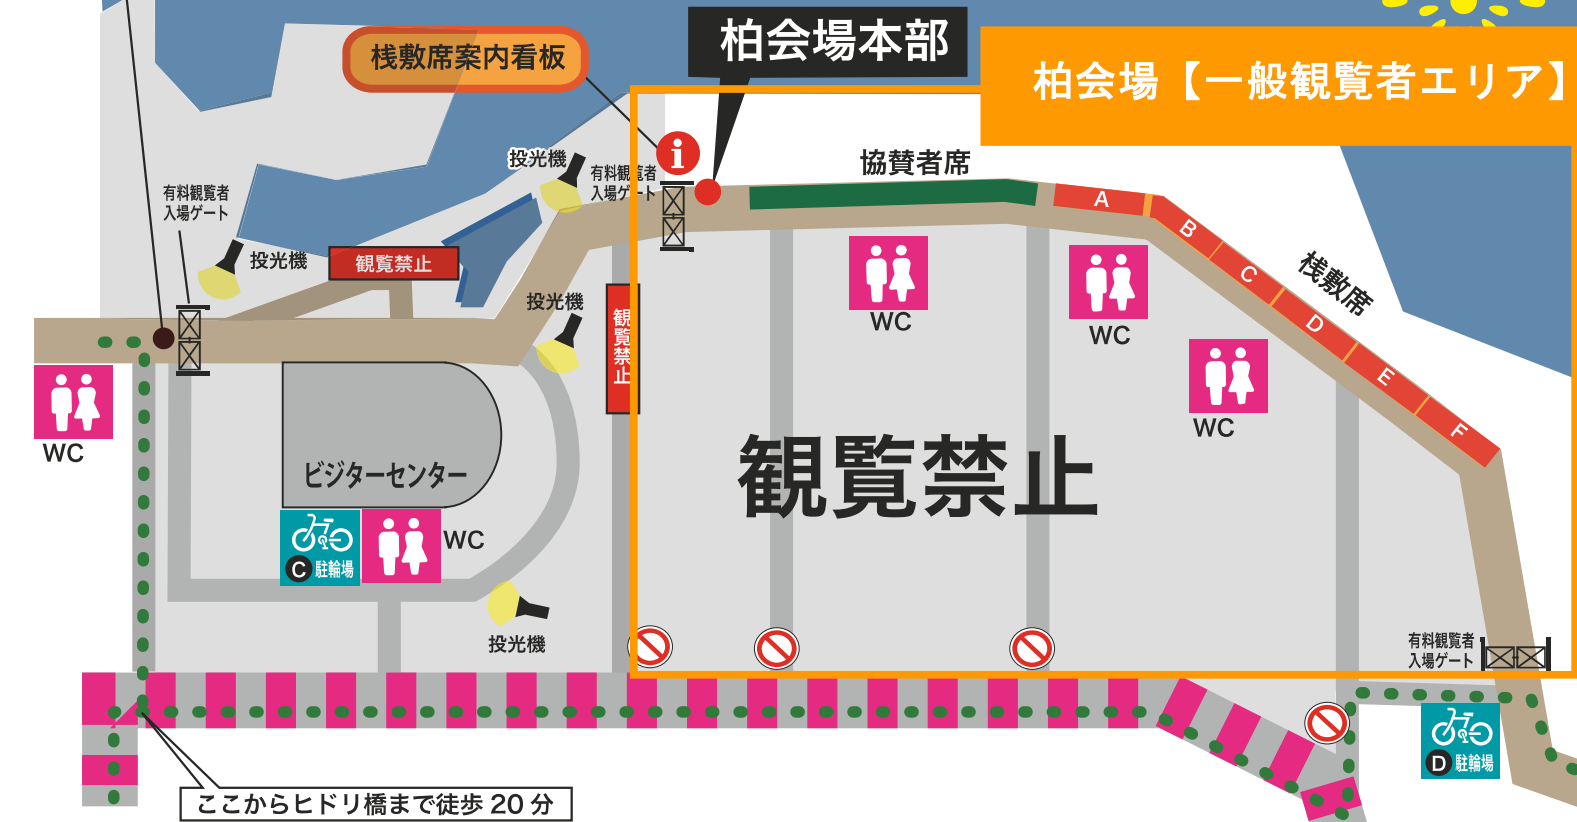 柏会場本部
桟敷席案内看板
柏会場【一般観覧者エリア】
投光機
有料観覧者
入場ゲート
協賛者席
有料観覧者
入場ゲート
投光機
観覧禁止
A
B
C
D
E
F
桟敷席
投光機
観覧禁止
WC
WC
WC
WC
ビジターセンター
観覧禁止
WC
C 駐輪場
投光機
有料観覧者
入場ゲート
D 駐輪場
ここからヒドリ橋まで徒歩 20 分